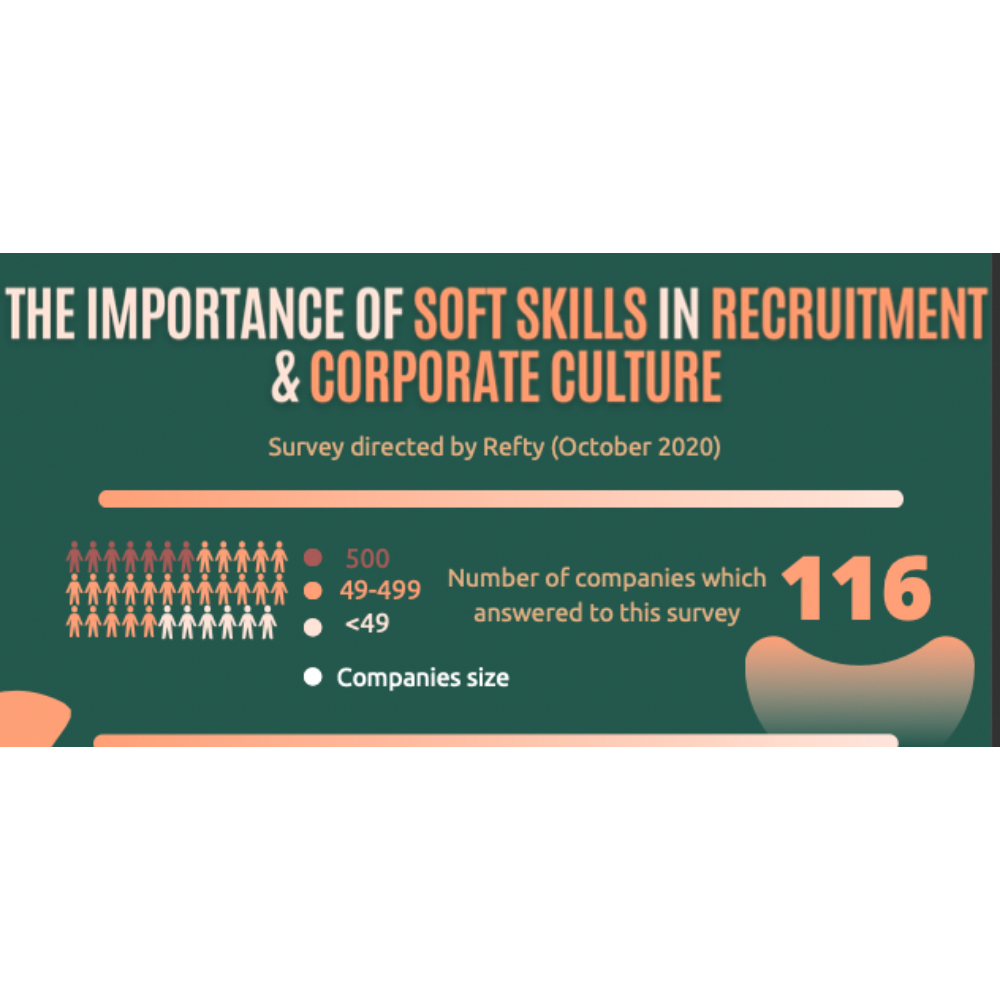 THE IMPORTANCE OF SOFT SKILLS IN RECRUITMENT
& CORPORATE CULTURE
Survey directed by Refty (October 2020)
500
49-499
<49
Companies size
Number of companies which
answered to this survey
116